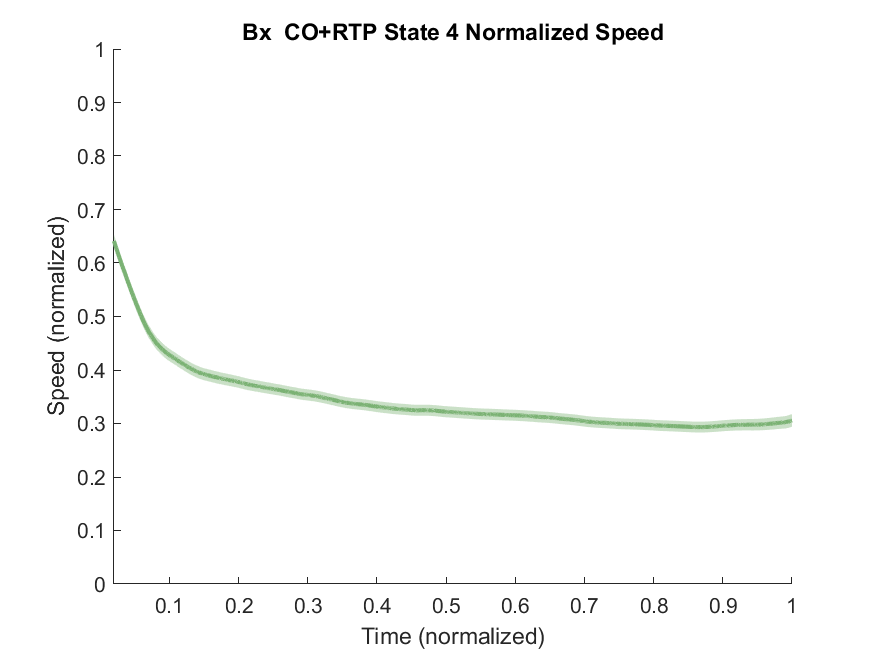 Bx  CO+RTP State 4 Normalized Speed
1
0.9
0.8
0.7
0.6
0.5
0.4
0.3
0.2
0.1
0
Speed (normalized)
0.1 0.2 0.3 0.4 0.5 0.6 0.7 0.8 0.9 1
Time (normalized)